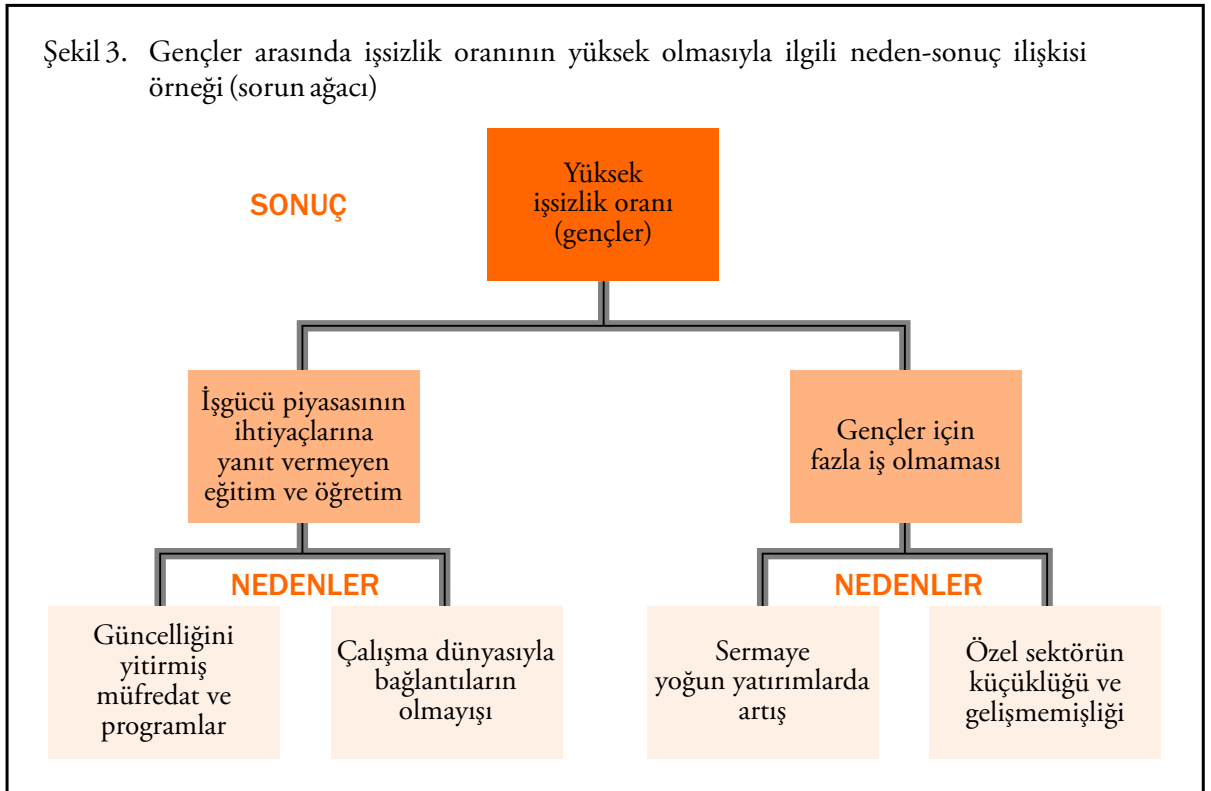 Şekil 3. Gençler arasında işsizlik oranının yüksek olmasıyla ilgili neden-sonuç ilişkisi
örneği (sorun ağacı)
SONUÇ
Yüksek
işsizlik oranı
(gençler)
İşgücü piyasasının
ihtiyaçlarına
yanıt vermeyen
eğitim ve öğretim
Gençler için
fazla iş olmaması
NEDENLER
NEDENLER
Güncelliğini
yitirmiş
müfredat ve
programlar
Çalışma dünyasıyla
bağlantıların
olmayışı
Sermaye
yoğun yatırımlarda
artış
Özel sektörün
küçüklüğü ve
gelişmemişliği